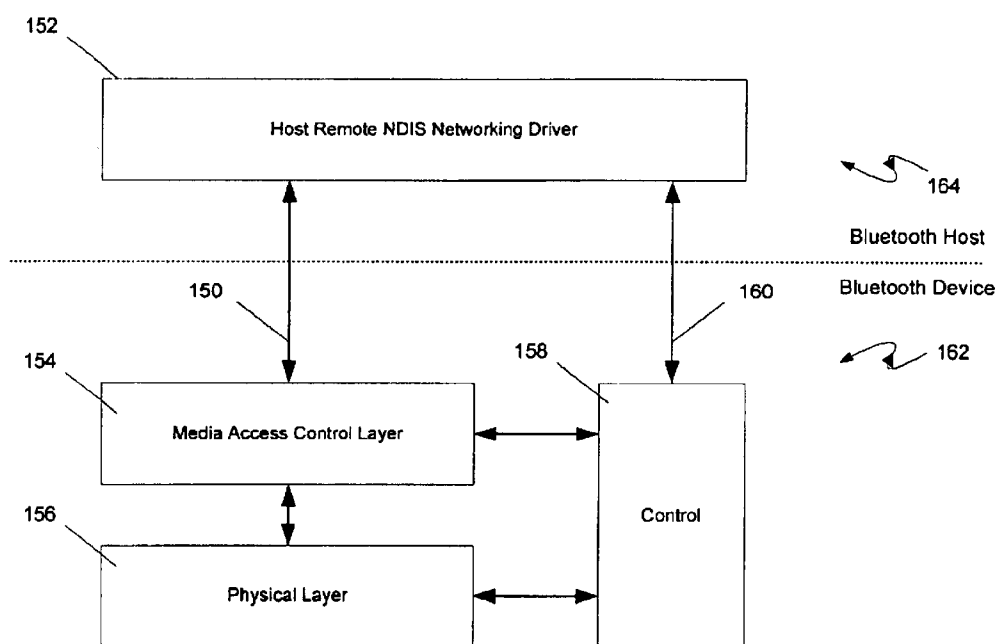 152
Host Remote NDIS Networking Driver
164
Bluetooth Host
Bluetooth Device
150
160
154
158
162
Media Access Control Layer
156
Control
Physical Layer